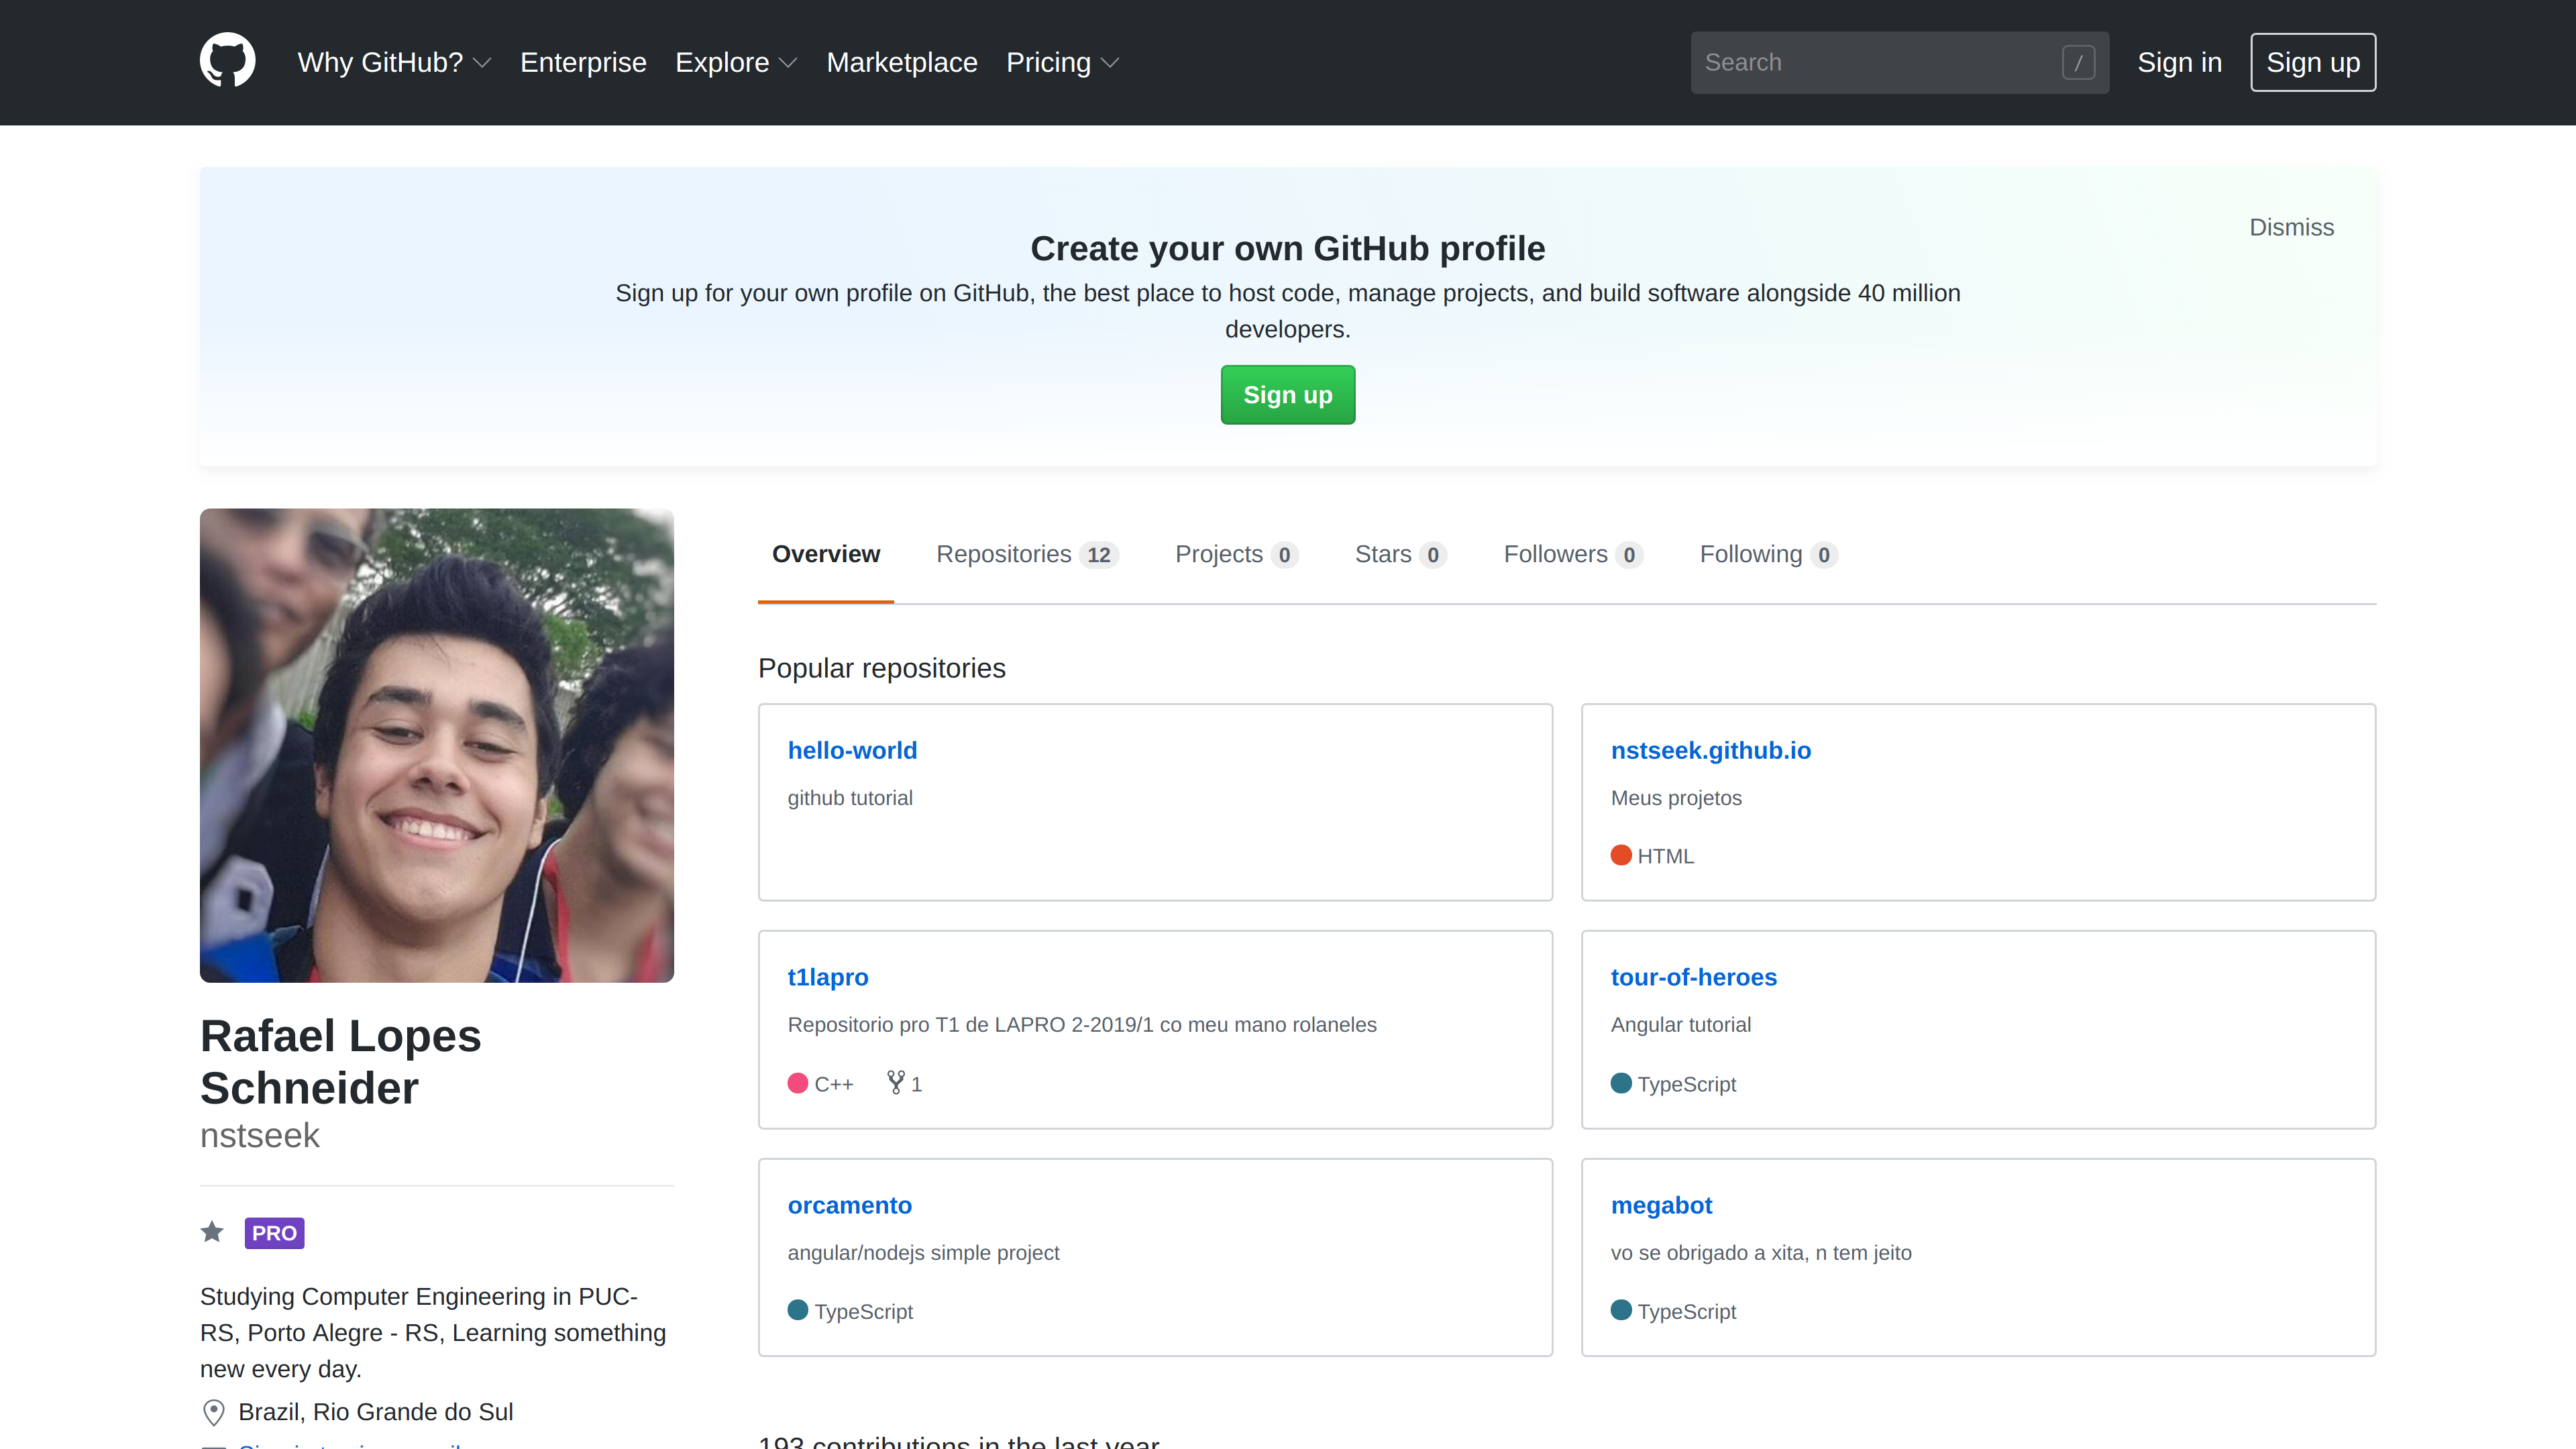 Why GitHub? Enterprise Explore Marketplace Pricing Search / Sign in Sign up
Dismiss
Create your own GitHub profile
Sign up for your own profile on GitHub, the best place to host code, manage projects, and build software alongside 40 million
developers.
Sign up
Overview Repositories 12 Projects 0 Stars 0 Followers 0 Following 0
Popular repositories
hello-world
github tutorial
nstseek.github.io
Meus projetos
HTML
t1lapro
Repositorio pro T1 de LAPRO 2-2019/1 co meu mano rolaneles
C++ 1
tour-of-heroes
Angular tutorial
TypeScript
orcamento
angular/nodejs simple project
TypeScript
megabot
vo se obrigado a xita, n tem jeito
TypeScript
193 contributions in the last year
Rafael Lopes
Schneider
nstseek
PRO
Studying Computer Engineering in PUC-
RS, Porto Alegre - RS, Learning something
new every day.
Brazil, Rio Grande do Sul